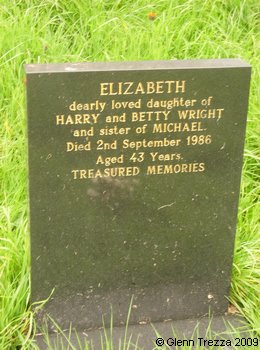 ELIZABETH
dearly loved daughter of
HARRY and BETTY WRIGHT
and sister of MICHAEL.
Died 2nd September 1986
Aged 43 Years.
TREASURED MEMORIES
© Glenn Trezza 2009